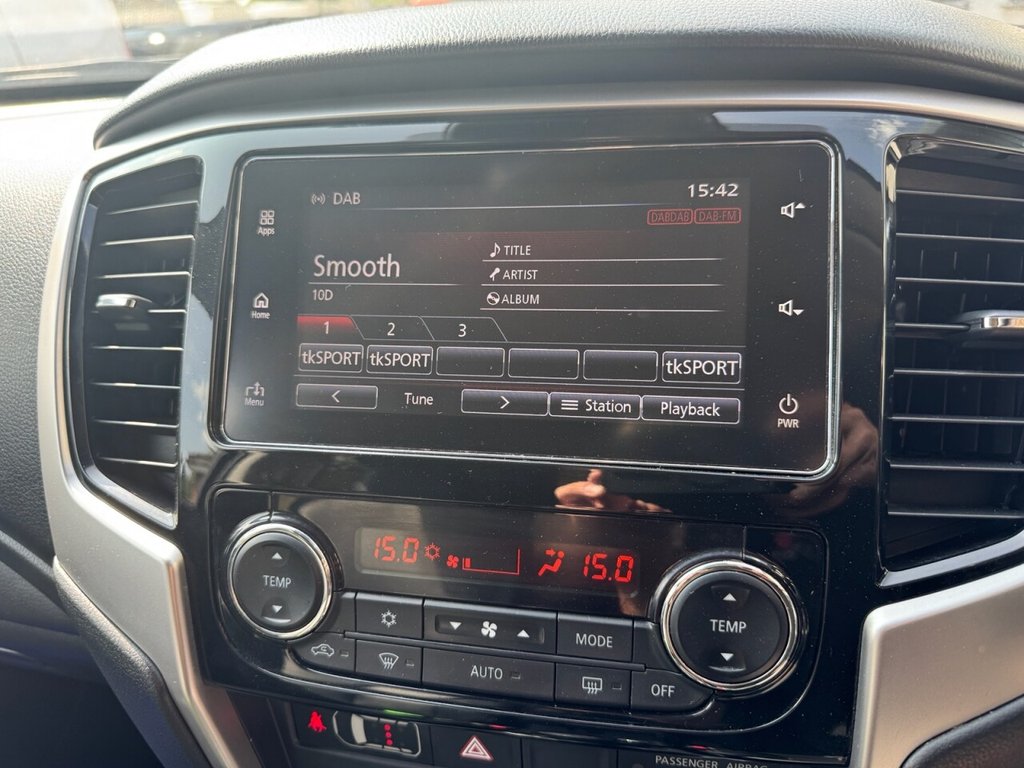 DAB 15:42
DABDAB DAB-FM
Apps
TITLE
Smooth
ARTIST
Home
10D
ALBUM
1 2 3
tkSPORT tkSPORT tkSPORT
Menu
< Tune > Station Playback
PWR
15.0 15.0
TEMP
TEMP
MODE
AUTO
OFF
PASSENGER AIRBAG